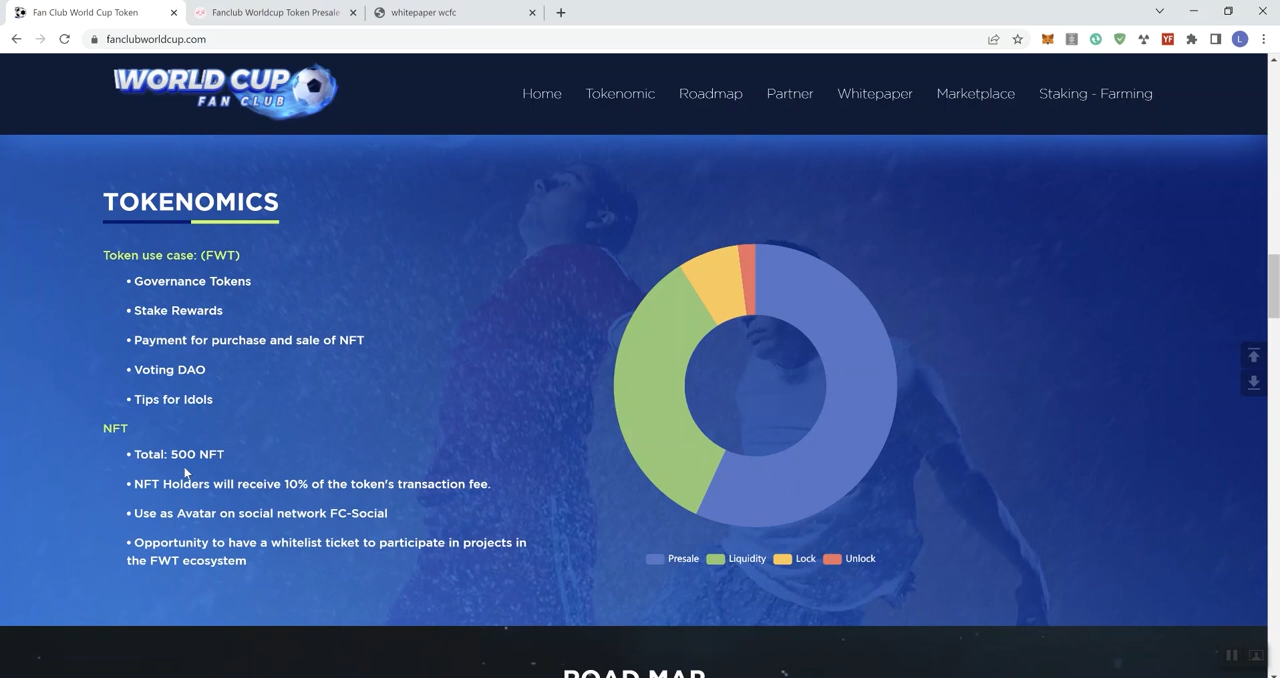 Fan Club World Cup Token
Fanclub Worldcup Token Presale
whitepaper wcfc
fanclubworldcup.com
YF
L
WORLD CUP
FAN CLUB
Home
Tokenomic
Roadmap
Partner
Whitepaper
Marketplace
Staking - Farming
TOKENOMICS
Token use case: (FWT)
• Governance Tokens
• Stake Rewards
• Payment for purchase and sale of NFT
• Voting DAO
• Tips for Idols
NFT
• Total: 500 NFT
• NFT Holders will receive 10% of the token's transaction fee.
• Use as Avatar on social network FC-Social
• Opportunity to have a whitelist ticket to participate in projects in
the FWT ecosystem
Presale
Liquidity
Lock
Unlock
ROAD MAP